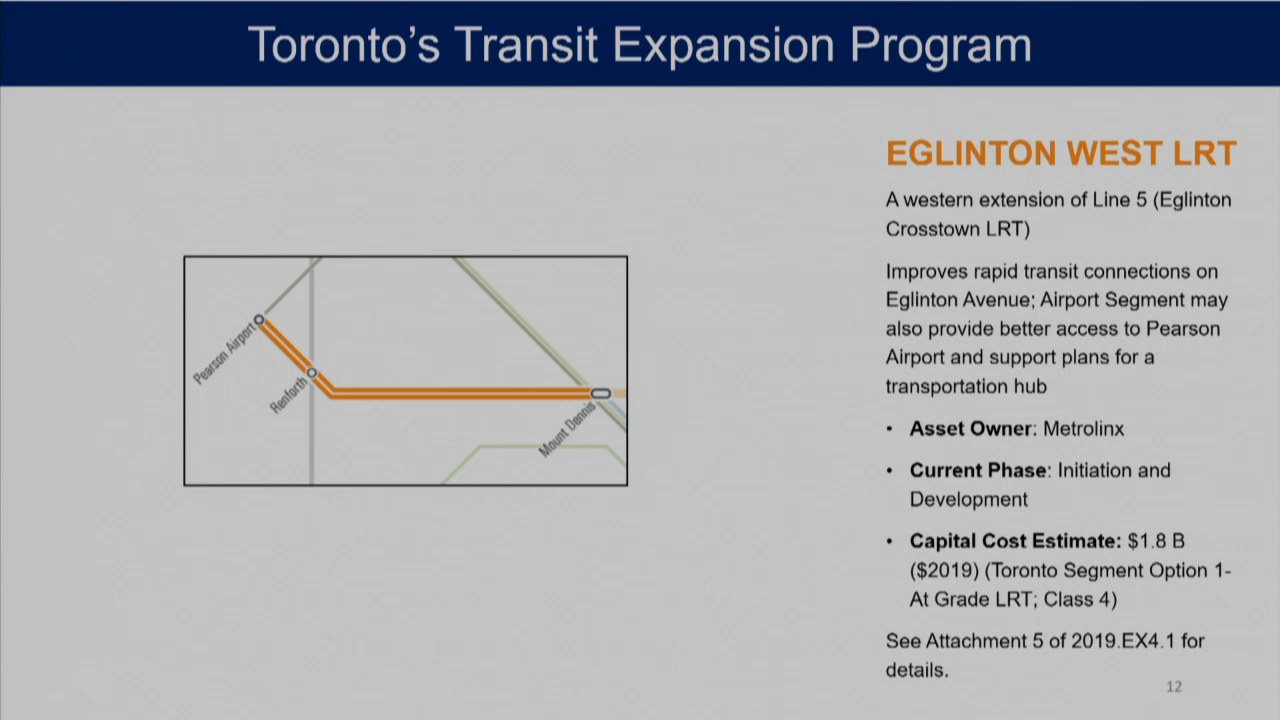 Toronto's Transit Expansion Program
EGLINTON WEST LRT
A western extension of Line 5 (Eglinton
Crosstown LRT)
Improves rapid transit connections on
Eglinton Avenue; Airport Segment may
also provide better access to Pearson
Airport and support plans for a
transportation hub
• Asset Owner: Metrolinx
• Current Phase: Initiation and
Development
• Capital Cost Estimate: $1.8 B
($2019) (Toronto Segment Option 1-
At Grade LRT; Class 4)
See Attachment 5 of 2019.EX4.1 for
details.
Pearson Airport
Renforth
Mount Dennis
12